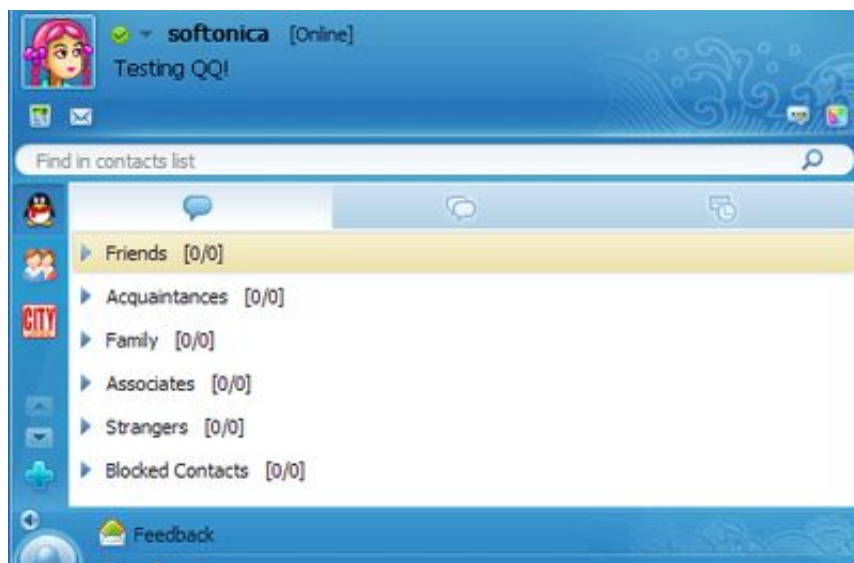 softonica [Online]
Testing QQ!
Find in contacts list
Friends [0/0]
CITY
Acquaintances [0/0]
Family [0/0]
Associates [0/0]
Strangers [0/0]
Blocked Contacts [0/0]
Feedback